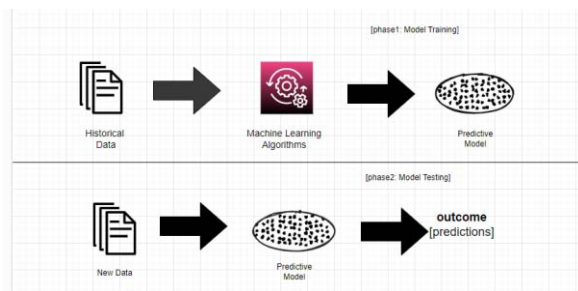 [phase1: Model Training]
Historical
Data
Machine Learning
Algorithms
Predictive
Model
[phase2: Model Testing]
New Data
Predictive
Model
outcome
[predictions]